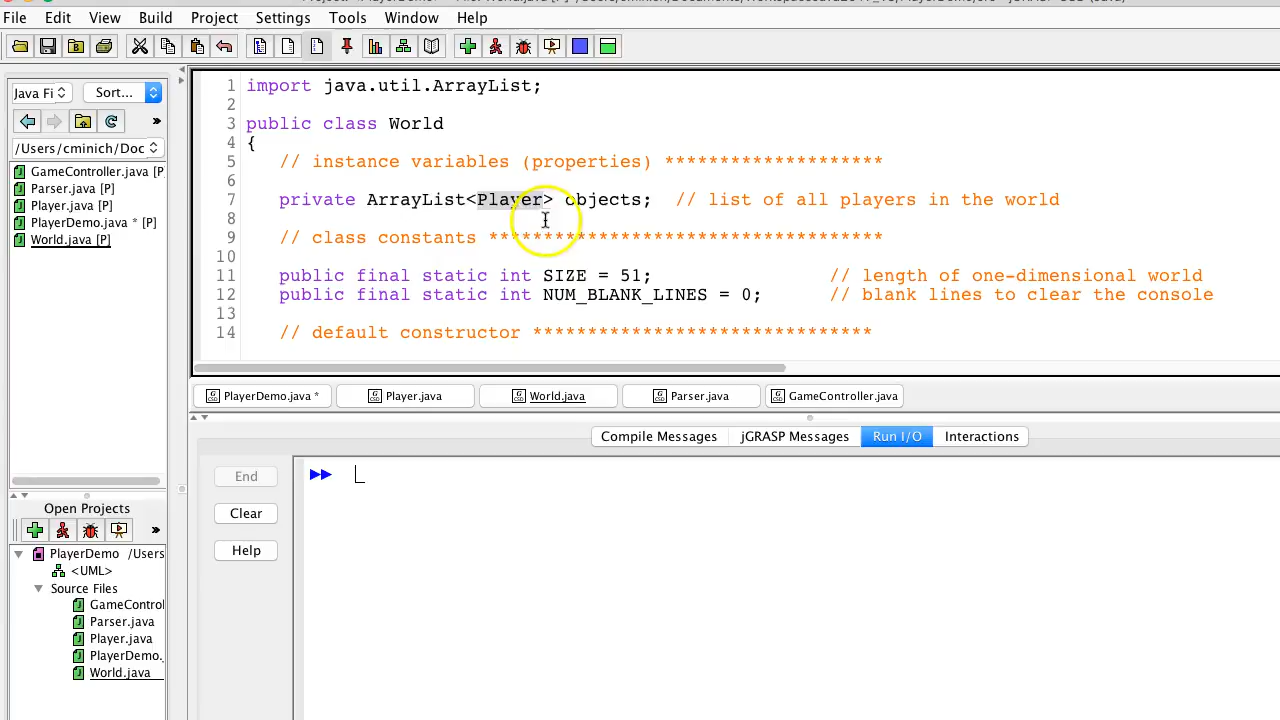 File Edit View Build Project Settings Tools Window Help
Java Fi Sort...
/Users/cminich/Doc
GameController.java [P]
Parser.java [P]
Player.java [P]
PlayerDemo.java * [P]
World.java [P]
1 import java.util.ArrayList;
2
3 public class World
4 {
5 // instance variables (properties) ********************
6
7 private ArrayList<Player> objects; // list of all players in the world
8
9 // class constants ************************************
10
11 public final static int SIZE = 51; // length of one-dimensional world
12 public final static int NUM_BLANK_LINES = 0; // blank lines to clear the console
13
14 // default constructor *******************************
PlayerDemo.java * Player.java World.java Parser.java GameController.java
Compile Messages jGRASP Messages Run I/O Interactions
End
Clear
Help
Open Projects
PlayerDemo /Users
<UML>
Source Files
GameControl
Parser.java
Player.java
PlayerDemo.
World.java